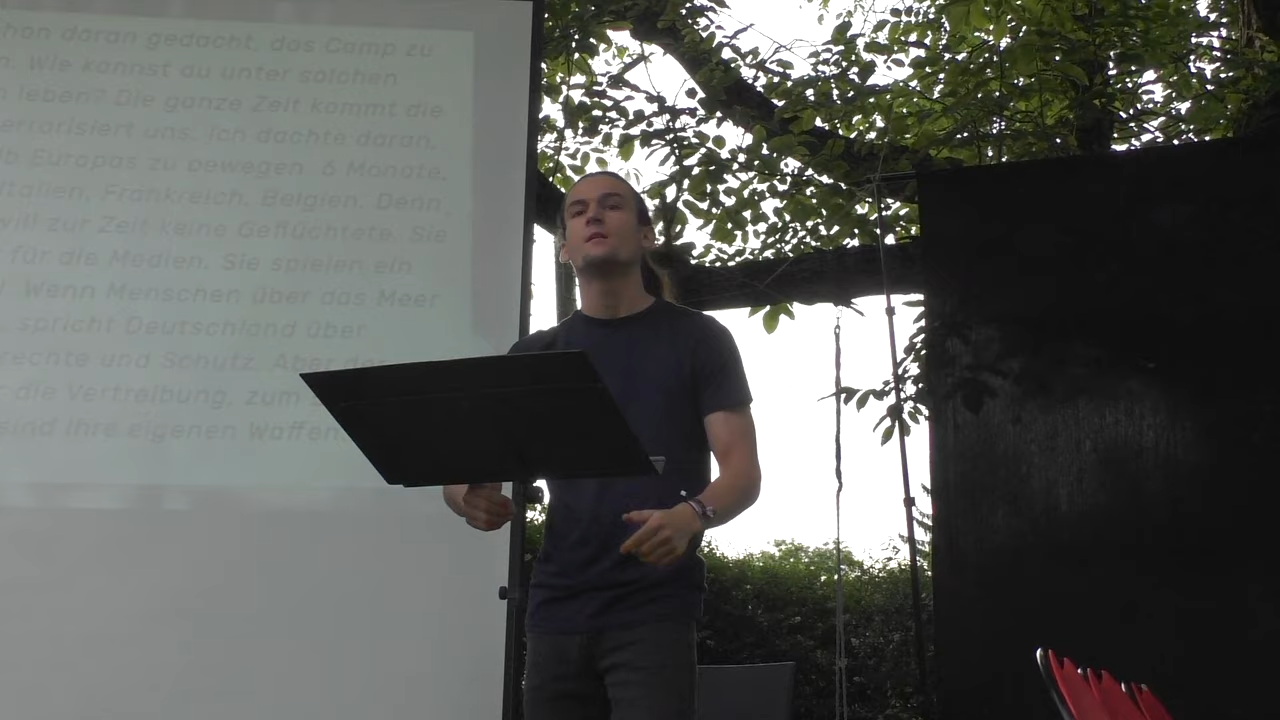 daran gedacht, das Camp zu
Wie kannst du unter solchen
leben? Die ganze Zeit kommt die
terrorisiert uns. Ich dachte daran,
Europas zu bewegen. 6 Monate,
Italien, Frankreich, Belgien. Denn
will zur Zeit keine Geflüchtete. Sie
für die Medien. Sie spielen ein
Wenn Menschen über das Meer
spricht Deutschland über
rechte und Schutz. Aber
die Vertreibung, zum
sind ihre eigenen Waffen